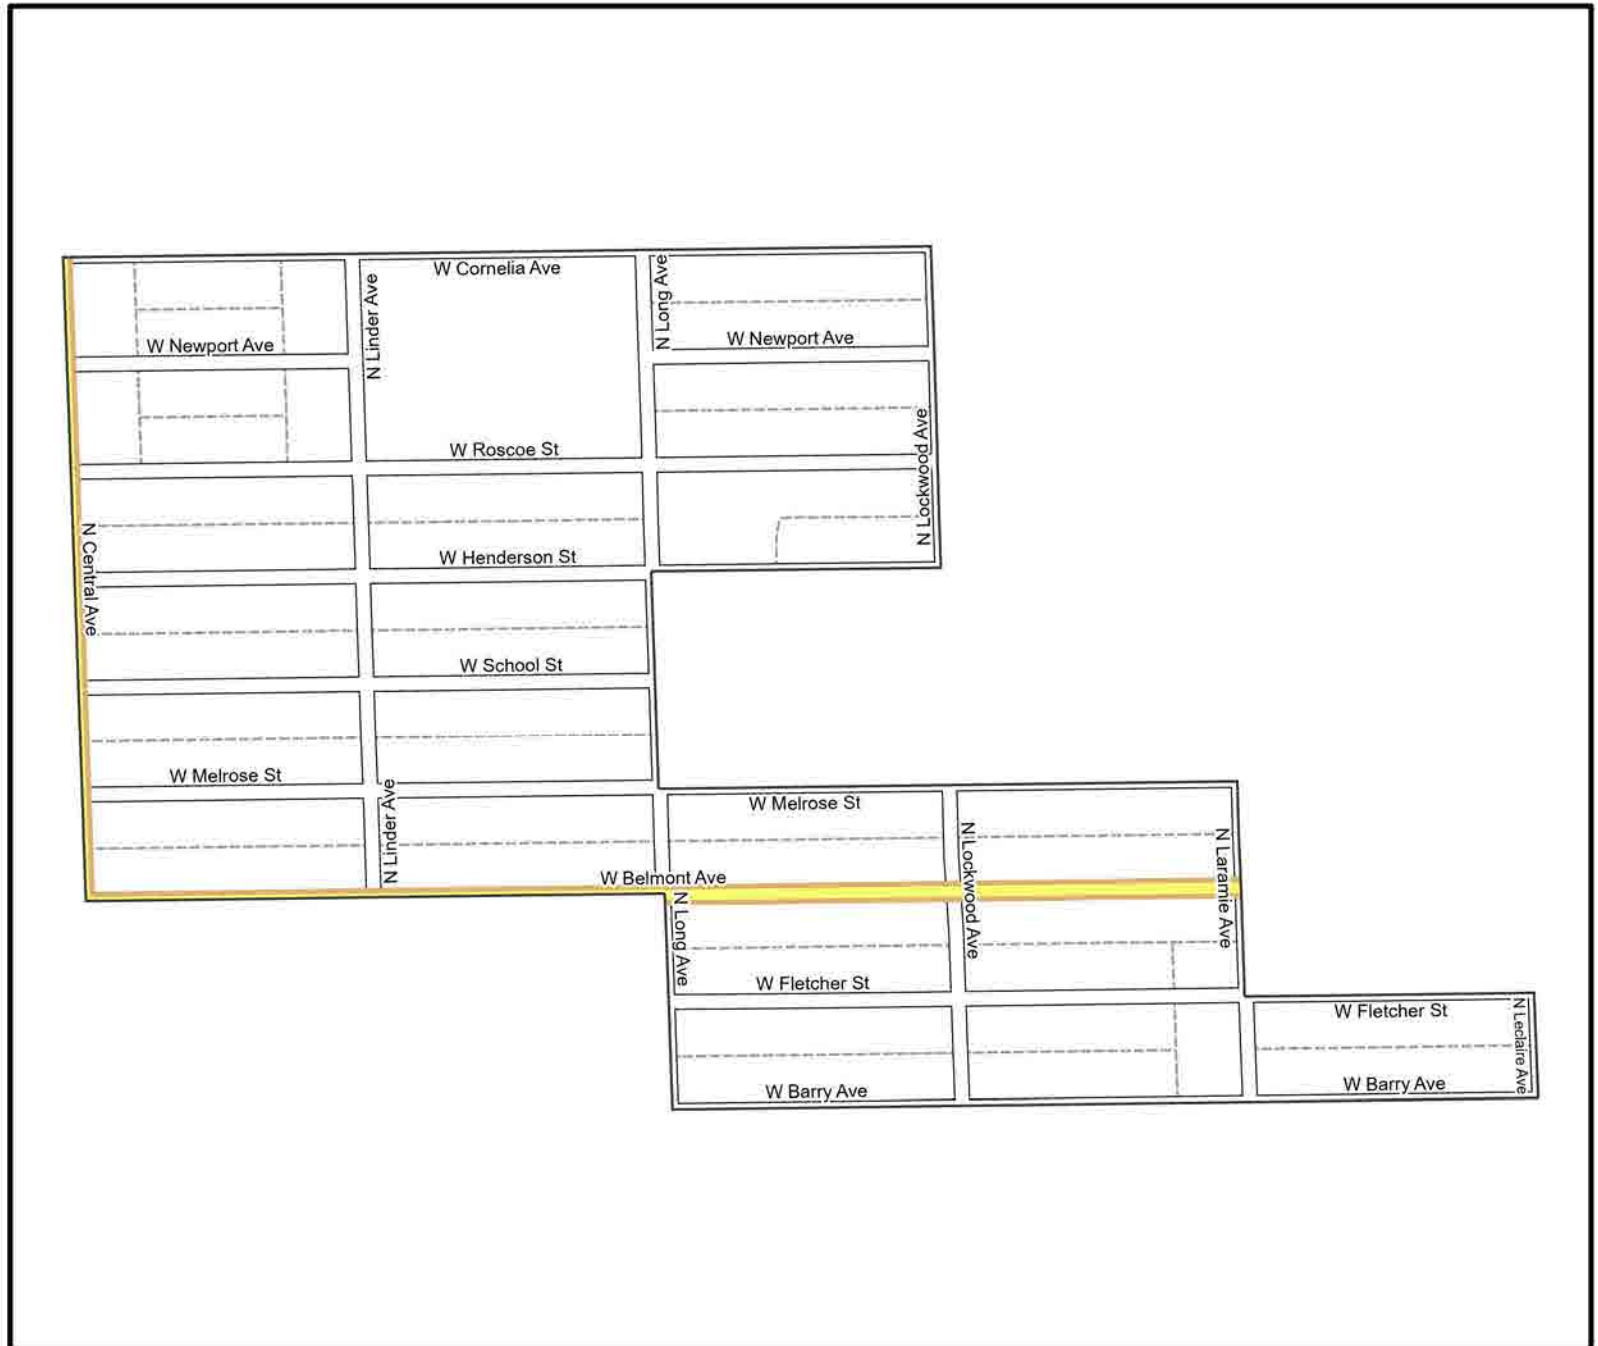 W Cornelia Ave
N Linder Ave
N Long Ave
W Newport Ave
W Newport Ave
W Roscoe St
N Lockwood Ave
N Central Ave
W Henderson St
W School St
W Melrose St
N Linder Ave
W Melrose St
N Lockwood Ave
N Laramie Ave
W Belmont Ave
N Long Ave
W Fletcher St
W Fletcher St
N Leclaire Ave
W Barry Ave
W Barry Ave